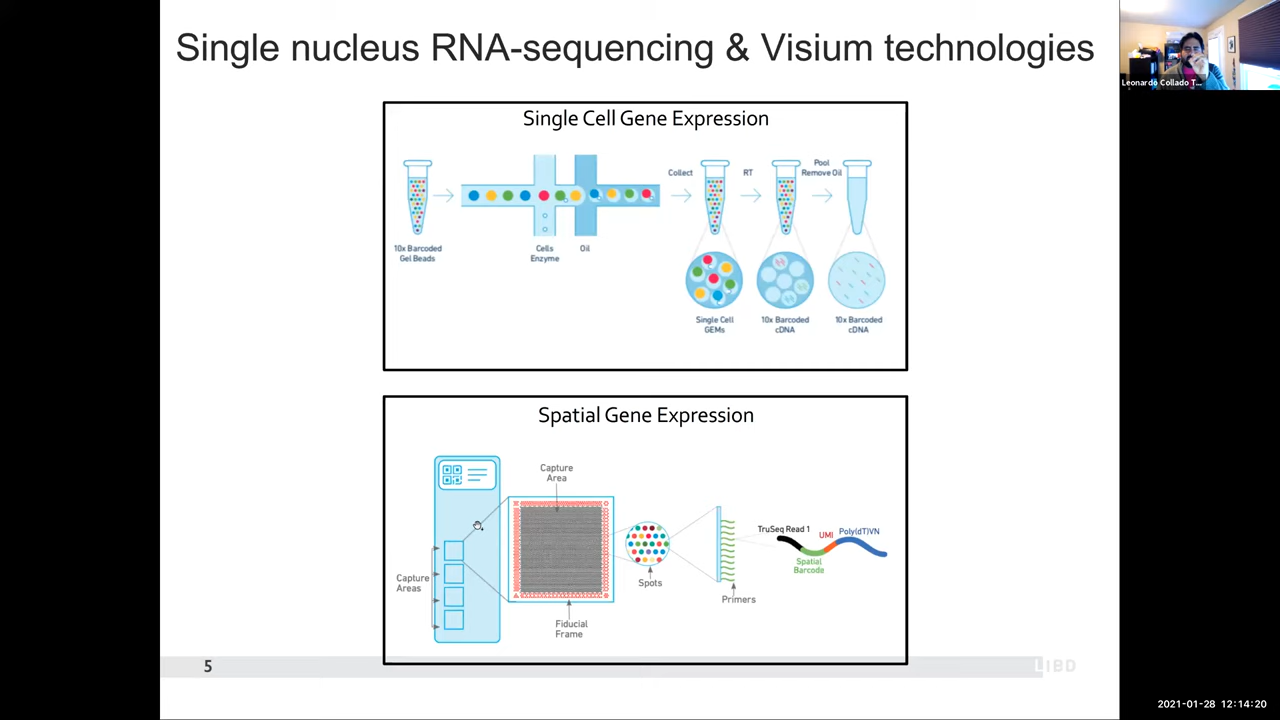 Single nucleus RNA-sequencing & Visium technologies
Leonardo Collado T...
Single Cell Gene Expression
Collect
RT
Pool
Remove Oil
10x Barcoded
Gel Beads
Cells
Enzyme
Oil
Single Cell
GEMs
10x Barcoded
cDNA
10x Barcoded
cDNA
Spatial Gene Expression
Capture
Area
Capture
Areas
Fiducial
Frame
Spots
Primers
TruSeq Read 1
UMI
Poly(dT)VN
Spatial
Barcode
5
LIBD
2021-01-28 12:14:20